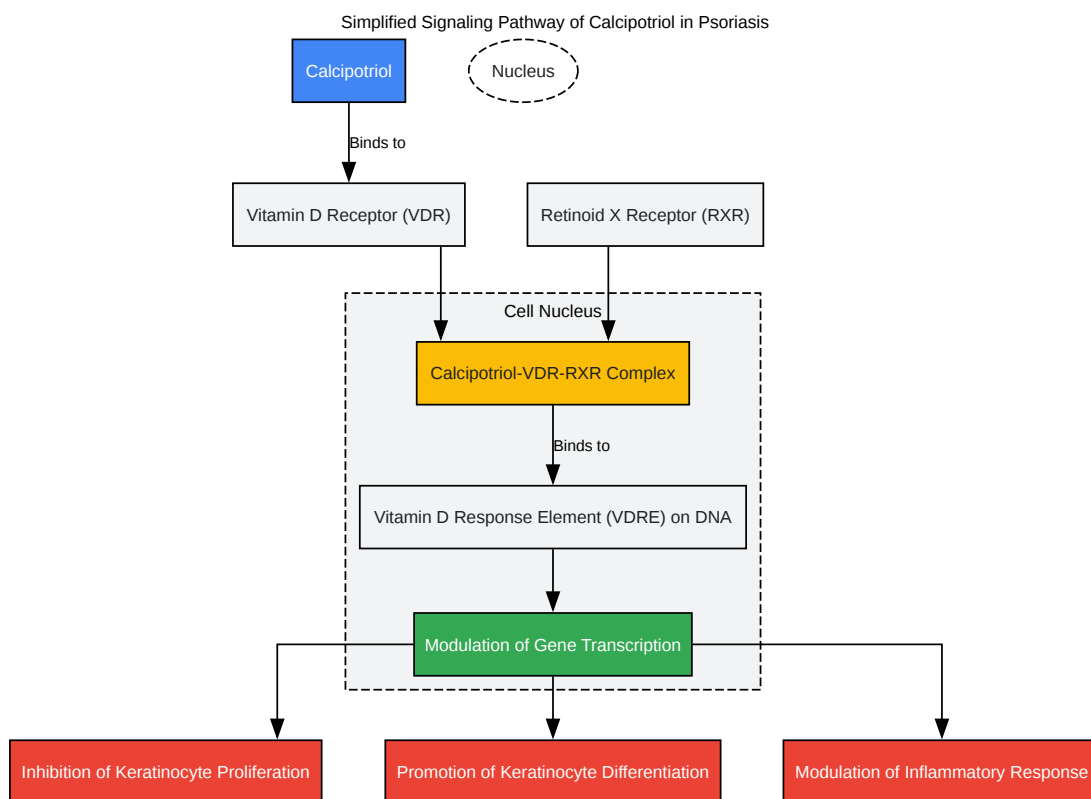 Simplified Signaling Pathway of Calcipotriol in Psoriasis
Calcipotriol
Nucleus
Binds to
Vitamin D Receptor (VDR)
Retinoid X Receptor (RXR)
Cell Nucleus
Calcipotriol-VDR-RXR Complex
Binds to
Vitamin D Response Element (VDRE) on DNA
Modulation of Gene Transcription
Inhibition of Keratinocyte Proliferation
Promotion of Keratinocyte Differentiation
Modulation of Inflammatory Response